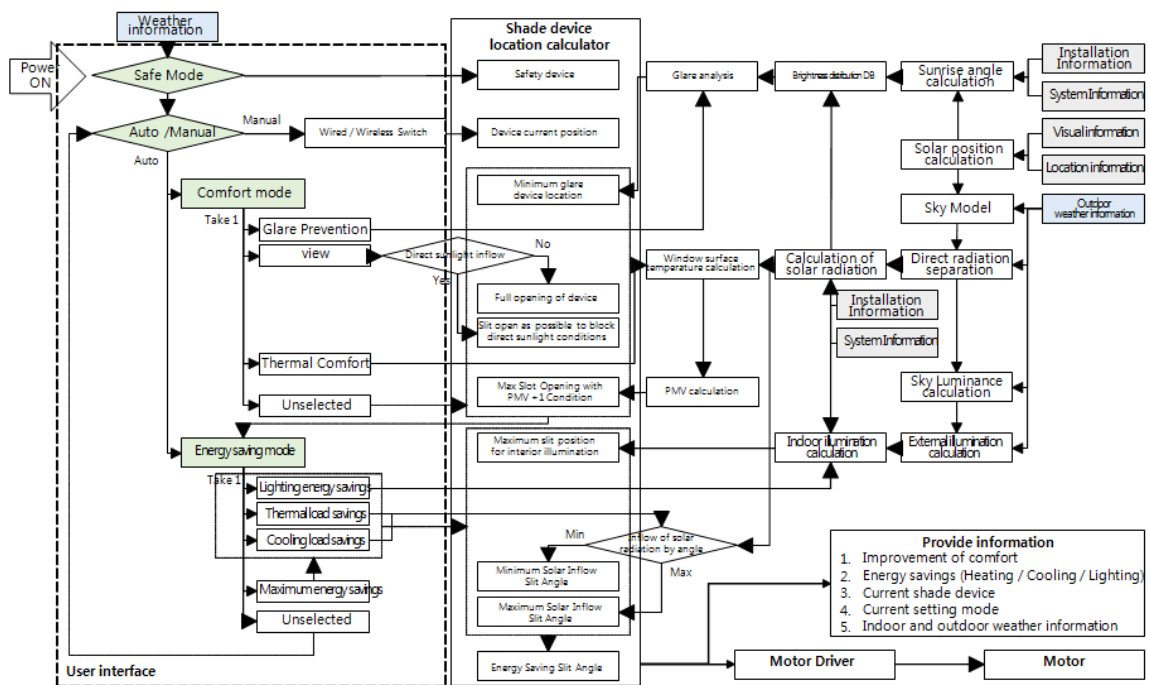 Weather
information
Power
ON
Safe Mode
Auto /Manual
Manual
Auto
Wired / Wireless Switch
Comfort mode
Take 1
Glare Prevention
view
Direct sunlight inflow
No
Yes
Thermal Comfort
Unselected
Energy saving mode
Take 1
Lighting energy savings
Thermal load savings
Cooling load savings
Maximum energy savings
Unselected
User interface
Shade device
location calculator
Safety device
Device current position
Minimum glare
device location
Full opening of device
Slit open as possible to block
direct sunlight conditions
Max Slot Opening with
PMV +1 Condition
Maximum slit position
for interior illumination
Min
Inflow of solar
radiation by angle
Max
Minimum Solar Inflow
Slit Angle
Maximum Solar Inflow
Slit Angle
Energy Saving Slit Angle
Glare analysis
Brightness distribution DB
Sunrise angle
calculation
Installation
Information
System Information
Visual information
Solar position
calculation
Location information
Sky Model
Outdoor
weather information
Window surface
temperature calculation
Calculation of
solar radiation
Direct radiation
separation
Installation
Information
System Information
PMV calculation
Sky Luminance
calculation
Indoor illumination
calculation
External illumination
calculation
Provide information
1. Improvement of comfort
2. Energy savings (Heating / Cooling / Lighting)
3. Current shade device
4. Current setting mode
5. Indoor and outdoor weather information
Motor Driver
Motor